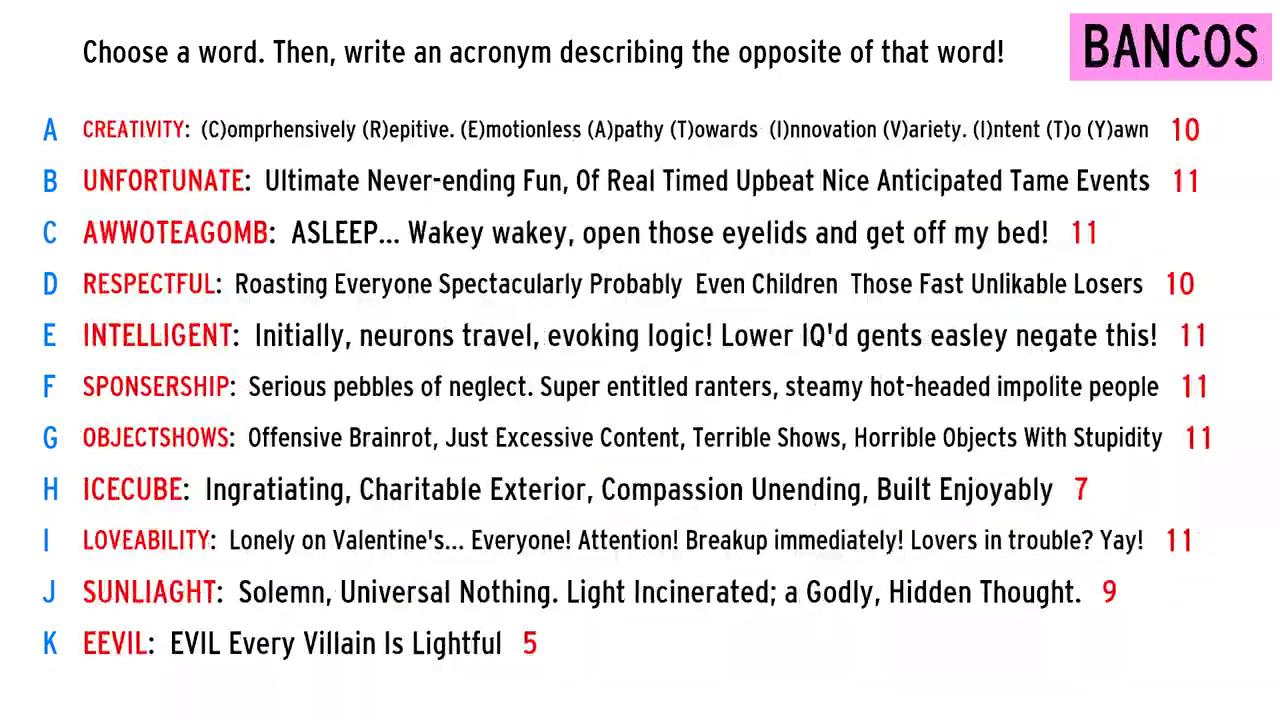 Choose a word. Then, write an acronym describing the opposite of that word!
BANCOS
A CREATIVITY: (C)omprhensively (R)epitive. (E)motionless (A)pathy (T)owards (I)nnovation (V)ariety. (I)ntent (T)o (Y)awn 10
B UNFORTUNATE: Ultimate Never-ending Fun, Of Real Timed Upbeat Nice Anticipated Tame Events 11
C AWWOTEAGOMB: ASLEEP... Wakey wakey, open those eyelids and get off my bed! 11
D RESPECTFUL: Roasting Everyone Spectacularly Probably Even Children Those Fast Unlikable Losers 10
E INTELLIGENT: Initially, neurons travel, evoking logic! Lower IQ'd gents easley negate this! 11
F SPONSERSHIP: Serious pebbles of neglect. Super entitled ranters, steamy hot-headed impolite people 11
G OBJECTSHOWS: Offensive Brainrot, Just Excessive Content, Terrible Shows, Horrible Objects With Stupidity 11
H ICECUBE: Ingratiating, Charitable Exterior, Compassion Unending, Built Enjoyably 7
I LOVEABILITY: Lonely on Valentine's... Everyone! Attention! Breakup immediately! Lovers in trouble? Yay! 11
J SUNLIAGHT: Solemn, Universal Nothing. Light Incinerated; a Godly, Hidden Thought. 9
K EEVIL: EVIL Every Villain Is Lightful 5